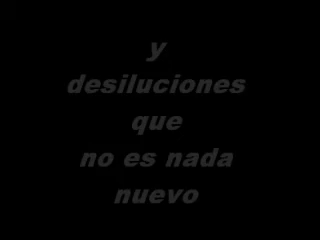 y
desiluciones
que
no es nada
nuevo